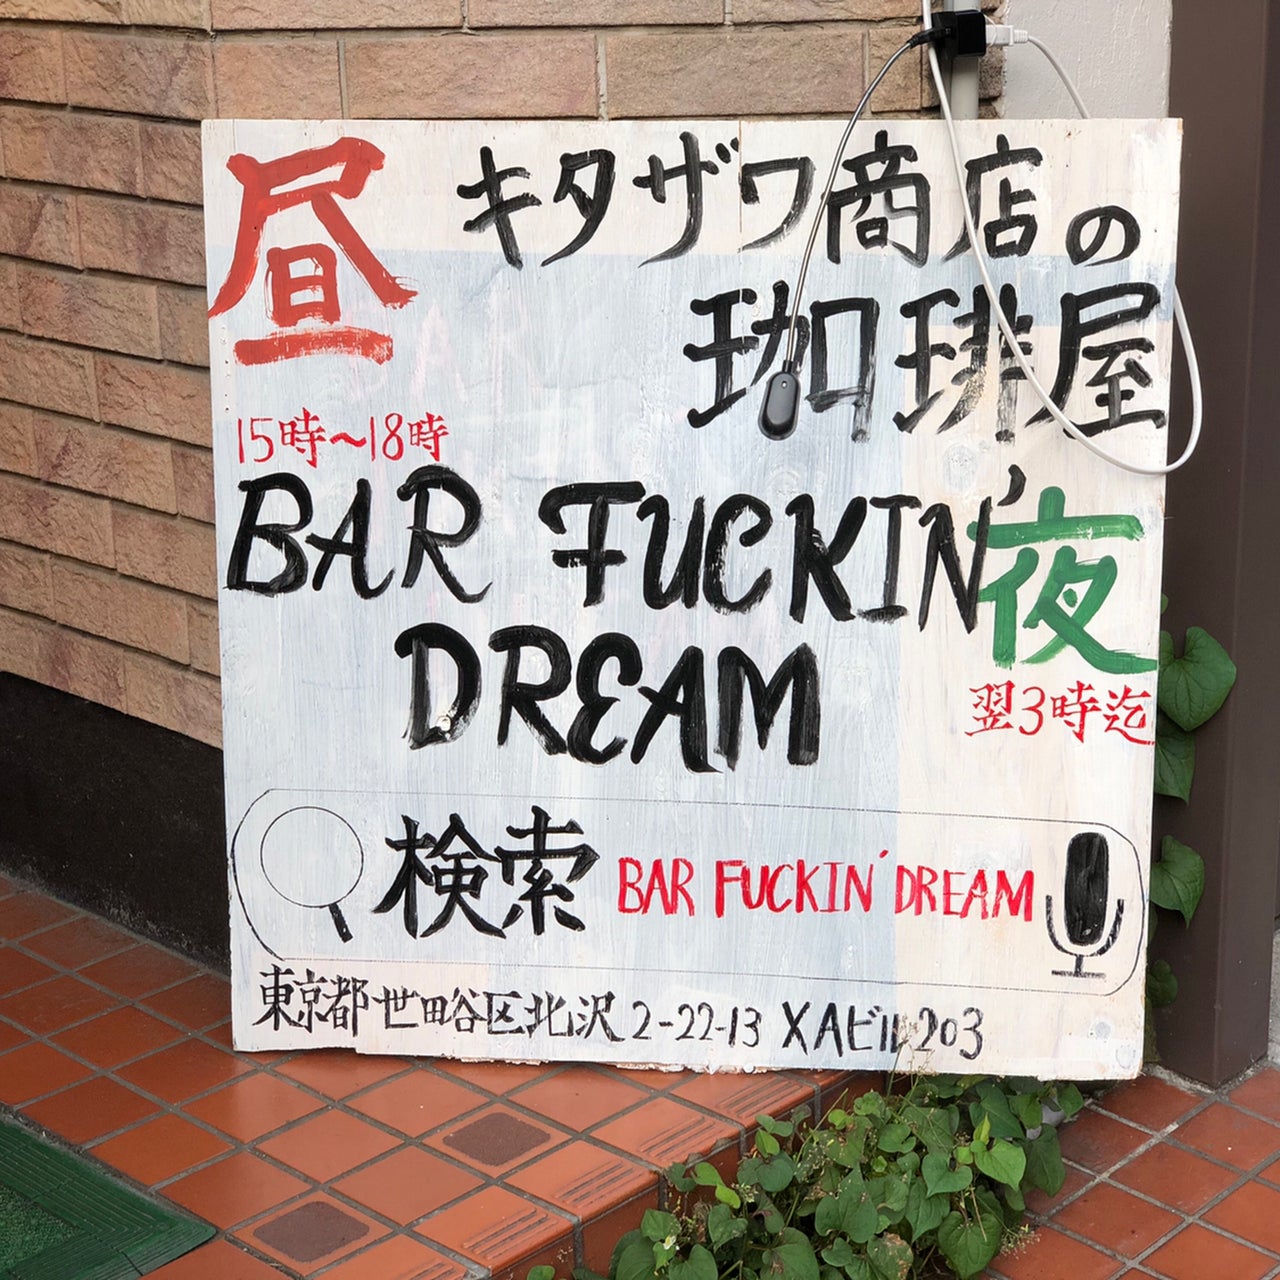 昼 キタザワ商店の
珈琲屋
15時〜18時
BAR FUCKIN'
夜
DREAM
翌3時迄
検索 BAR FUCKIN' DREAM
東京都世田谷区北沢2-22-13 XAビル203